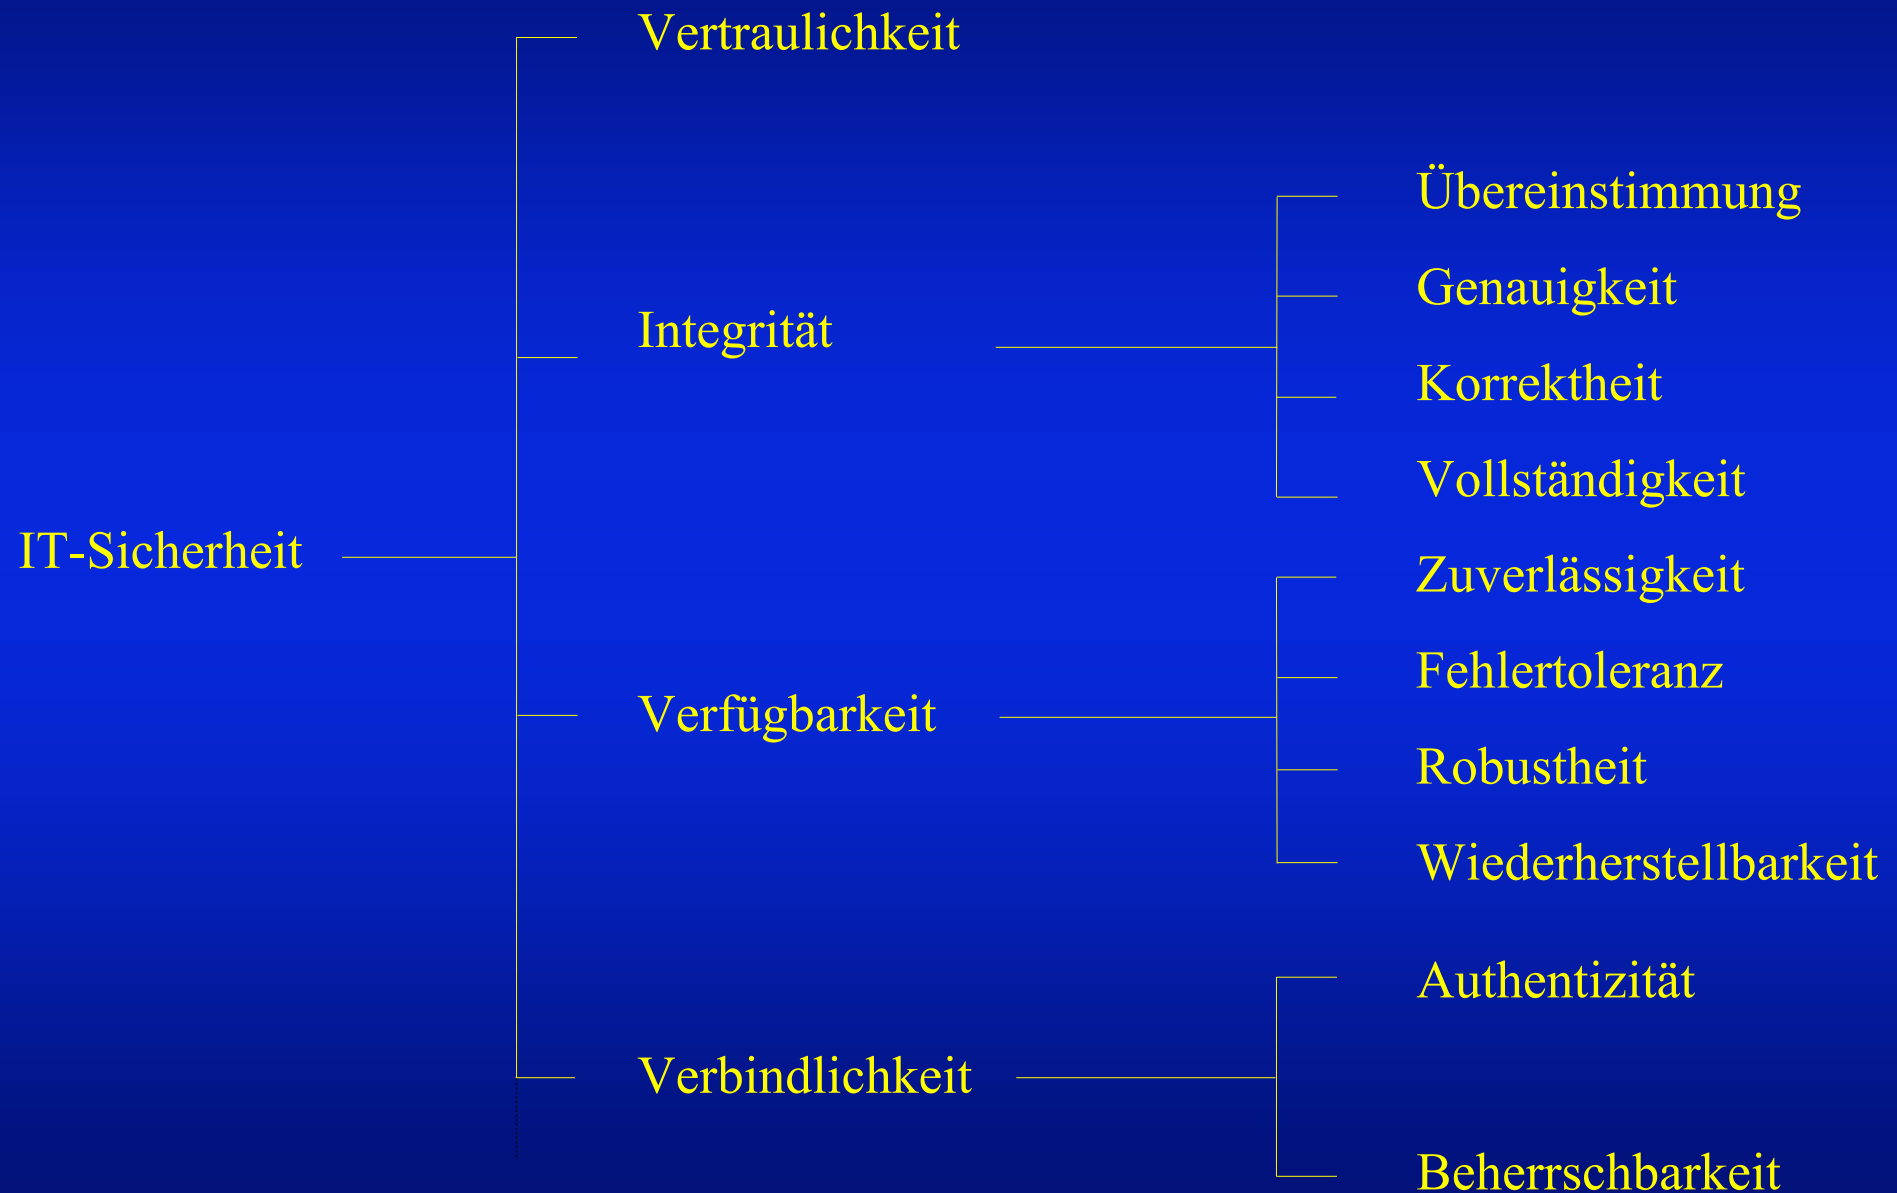 IT-Sicherheit
Vertraulichkeit
Integrität
Übereinstimmung
Genauigkeit
Korrektheit
Vollständigkeit
Verfügbarkeit
Zuverlässigkeit
Fehlertoleranz
Robustheit
Wiederherstellbarkeit
Verbindlichkeit
Authentizität
Beherrschbarkeit